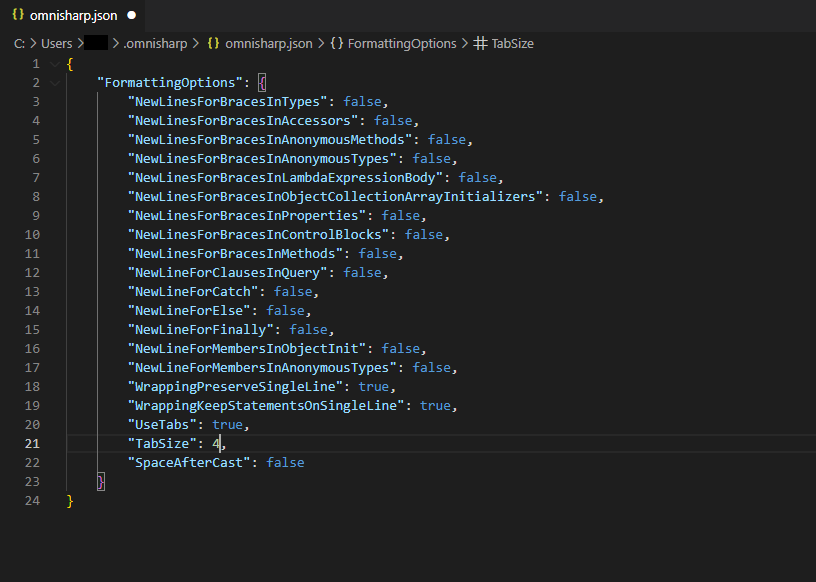 {} omnisharp.json ●
C: > Users > > .omnisharp > {} omnisharp.json > {} FormattingOptions > # TabSize
1 {
2 "FormattingOptions": {
3 "NewLinesForBracesInTypes": false,
4 "NewLinesForBracesInAccessors": false,
5 "NewLinesForBracesInAnonymousMethods": false,
6 "NewLinesForBracesInAnonymousTypes": false,
7 "NewLinesForBracesInLambdaExpressionBody": false,
8 "NewLinesForBracesInObjectCollectionArrayInitializers": false,
9 "NewLinesForBracesInProperties": false,
10 "NewLinesForBracesInControlBlocks": false,
11 "NewLinesForBracesInMethods": false,
12 "NewLineForClausesInQuery": false,
13 "NewLineForCatch": false,
14 "NewLineForElse": false,
15 "NewLineForFinally": false,
16 "NewLineForMembersInObjectInit": false,
17 "NewLineForMembersInAnonymousTypes": false,
18 "WrappingPreserveSingleLine": true,
19 "WrappingKeepStatementsOnSingleLine": true,
20 "UseTabs": true,
21 "TabSize": 4,
22 "SpaceAfterCast": false
23 }
24 }